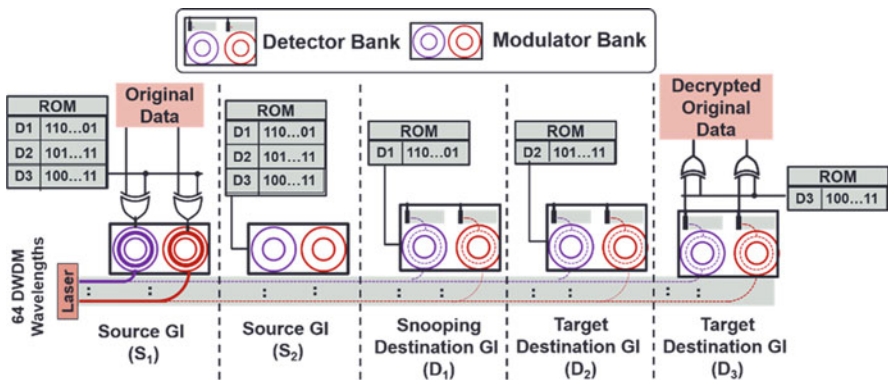 Detector Bank
Modulator Bank
ROM
D1 110...01
D2 101...11
D3 100...11
Original
Data
ROM
D1 110...01
D2 101...11
D3 100...11
ROM
D1 110...01
ROM
D2 101...11
Decrypted
Original
Data
ROM
D3 100...11
64 DWDM
Wavelengths
Laser
Source GI
(S1)
Source GI
(S2)
Snooping
Destination GI
(D1)
Target
Destination GI
(D2)
Target
Destination GI
(D3)